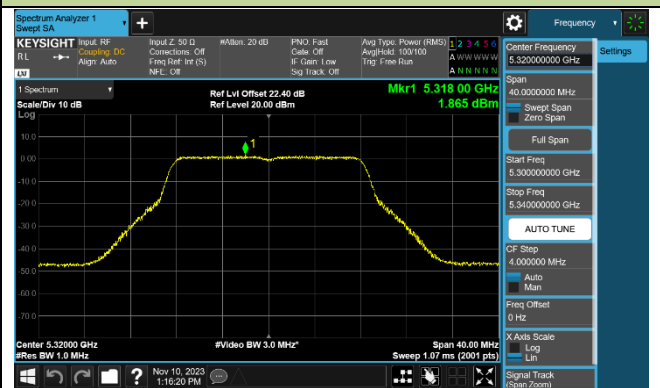 Spectrum Analyzer 1
Swept SA
+
Frequency
KEYSIGHT
RL
LXI
Input: RF
Coupling: DC
Align: Auto
Input Z: 50 Ω
Corrections: Off
Freq Ref: Int (S)
NFE: Off
#Atten: 20 dB
PNO: Fast
Gate: Off
IF Gain: Low
Sig Track: Off
Avg Type: Power (RMS)
Avg|Hold: 100/100
Trig: Free Run
1 2 3 4 5 6
A W W W W W
A N N N N N
1 Spectrum
Scale/Div 10 dB
Log
Ref Lvl Offset 22.40 dB
Ref Level 20.00 dBm
Mkr1 5.318 00 GHz
1.865 dBm
1
10.0
0.00
-10.0
-20.0
-30.0
-40.0
-50.0
-60.0
-70.0
Center 5.32000 GHz
#Res BW 1.0 MHz
#Video BW 3.0 MHz*
Span 40.00 MHz
Sweep 1.07 ms (2001 pts)
Center Frequency
5.320000000 GHz
Span
40.0000000 MHz
Swept Span
Zero Span
Full Span
Start Freq
5.300000000 GHz
Stop Freq
5.340000000 GHz
AUTO TUNE
CF Step
4.000000 MHz
Auto
Man
Freq Offset
0 Hz
X Axis Scale
Log
Lin
Signal Track
(Span Zoom)
Settings
?
Nov 10, 2023
1:16:20 PM